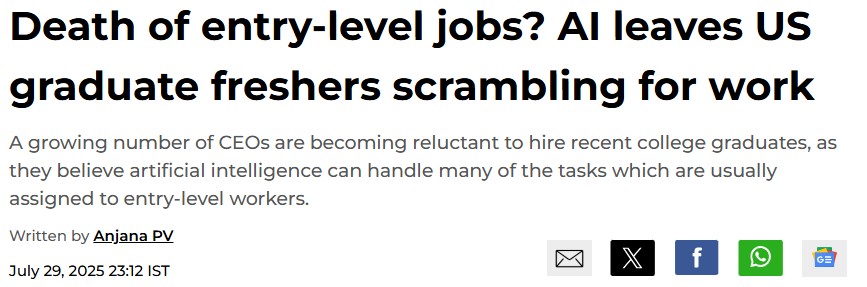 Death of entry-level jobs? AI leaves US
graduate freshers scrambling for work
A growing number of CEOs are becoming reluctant to hire recent college graduates, as
they believe artificial intelligence can handle many of the tasks which are usually
assigned to entry-level workers.
Written by Anjana PV
July 29, 2025 23:12 IST